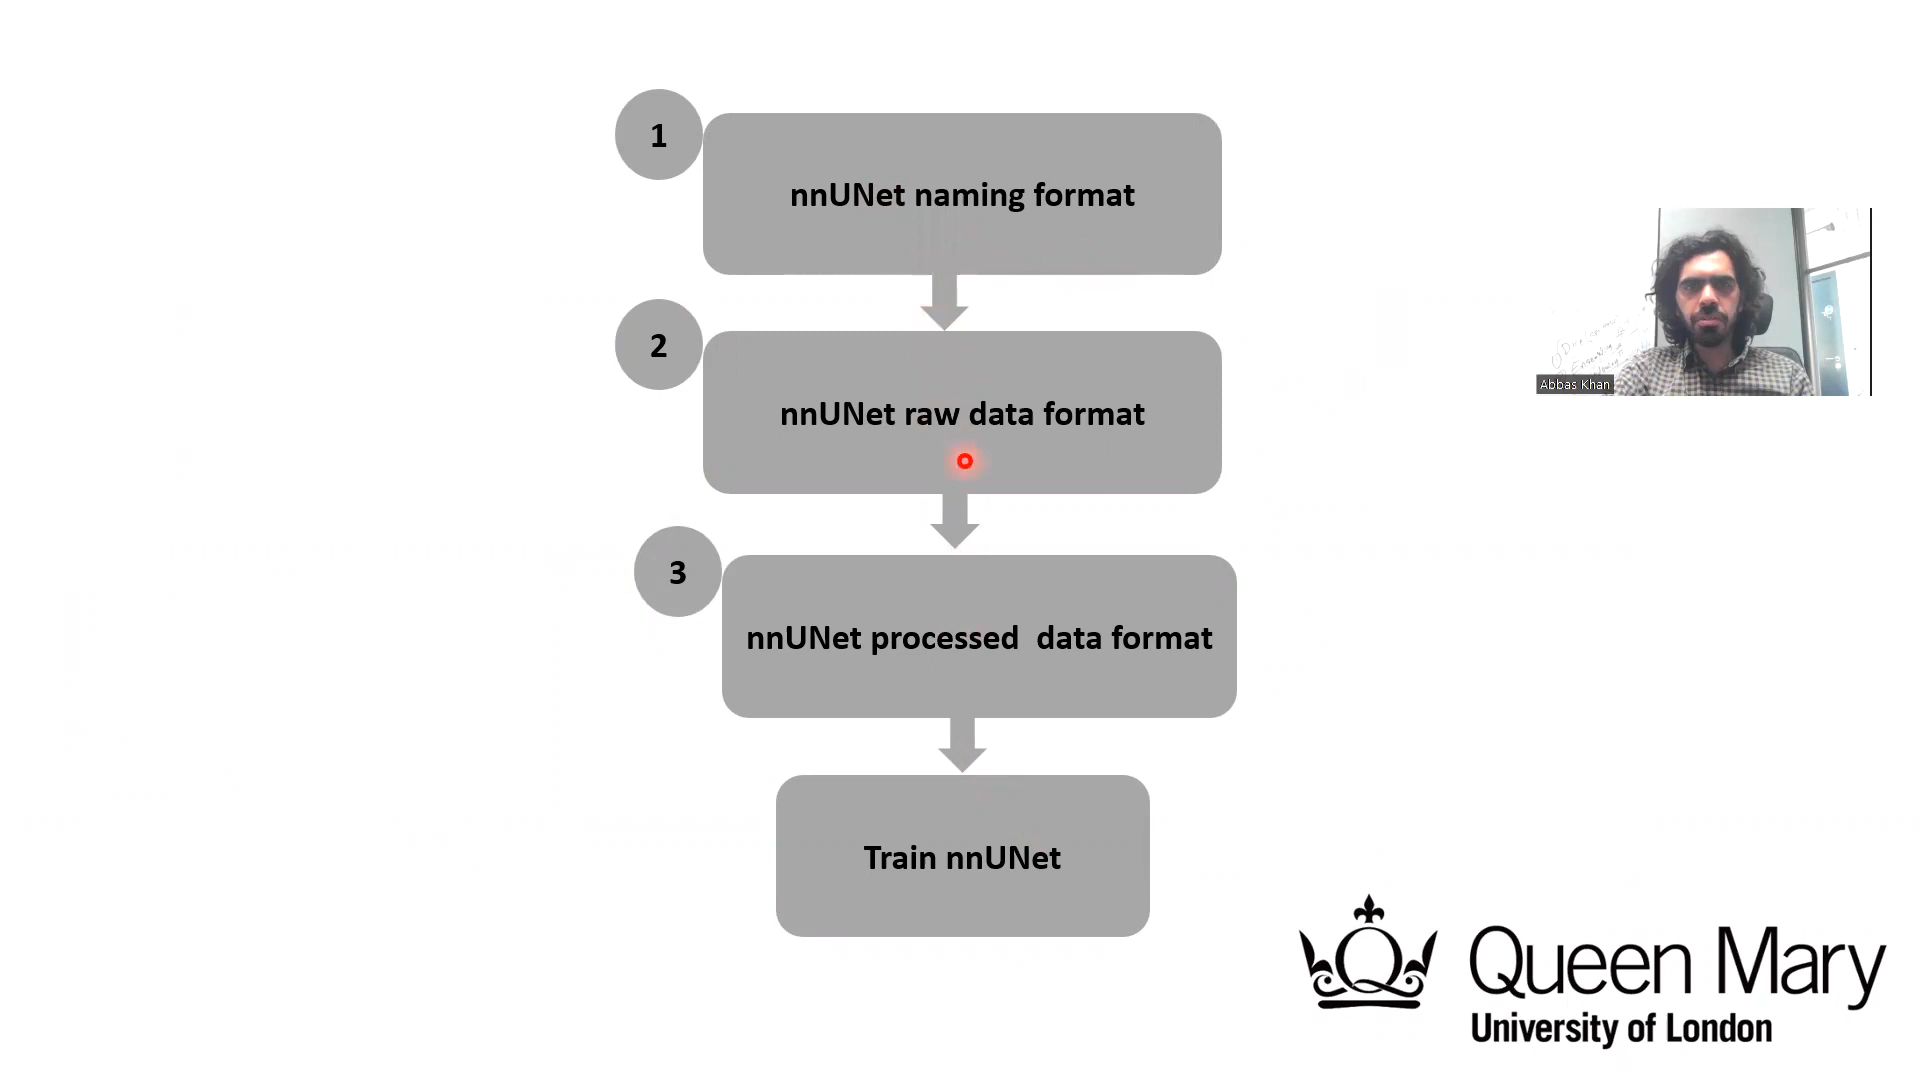 1
nnUNet naming format
2
nnUNet raw data format
3
nnUNet processed  data format
Train nnUNet
Abbas Khan
Queen Mary
University of London